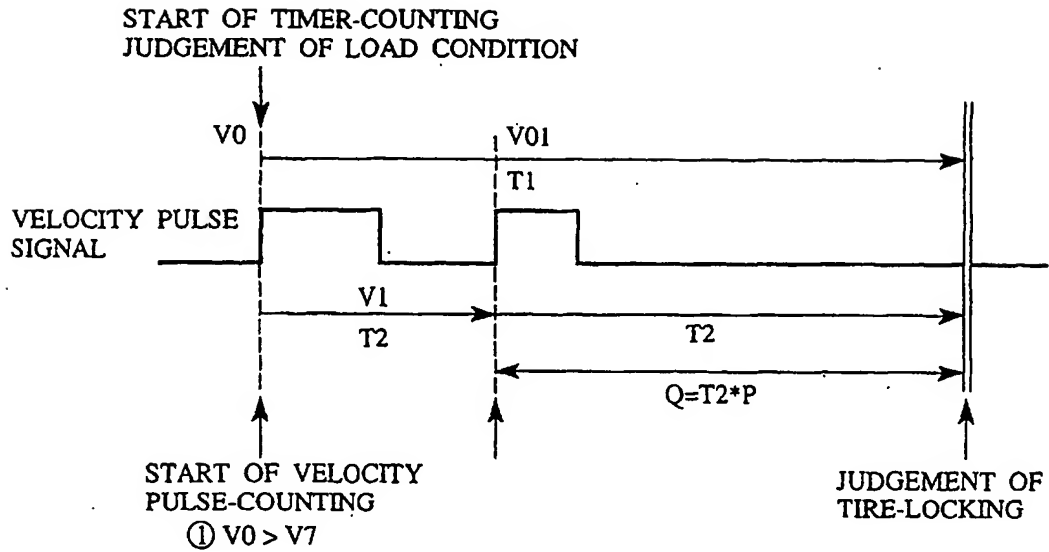 START OF TIMER-COUNTING
JUDGEMENT OF LOAD CONDITION
V0
V01
T1
VELOCITY PULSE
SIGNAL
V1
T2
T2
Q=T2*P
START OF VELOCITY
PULSE-COUNTING
① V0 > V7
JUDGEMENT OF
TIRE-LOCKING